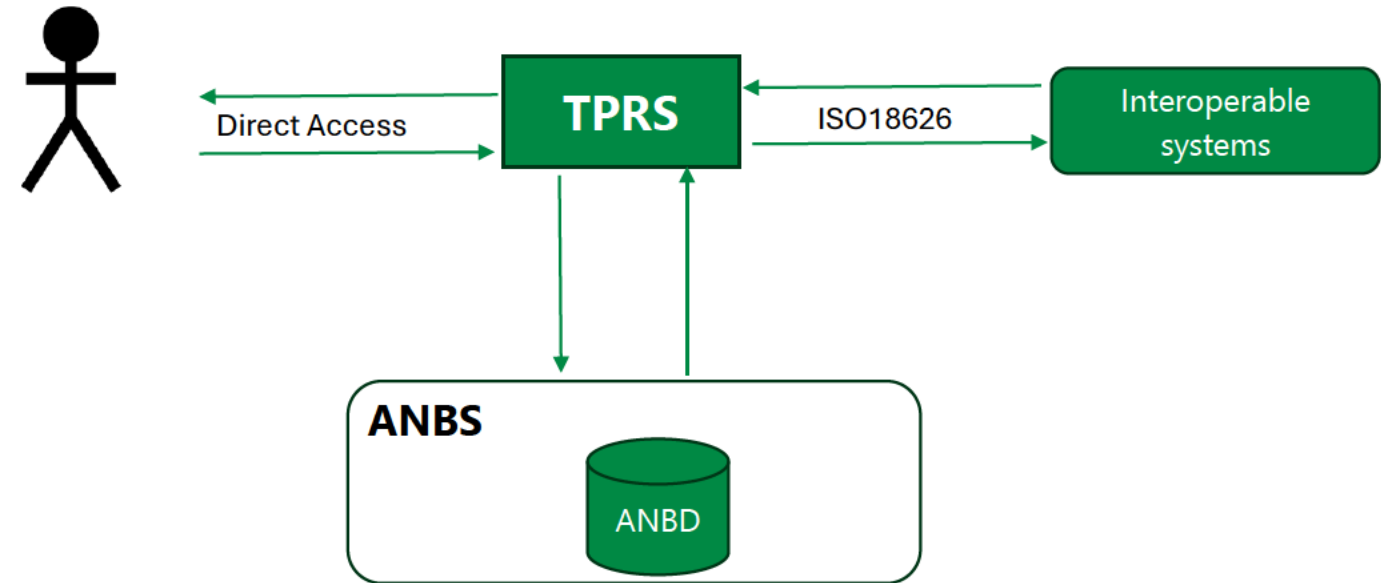 TPRS
Direct Access
ISO18626
Interoperable
systems
ANBS
ANBD